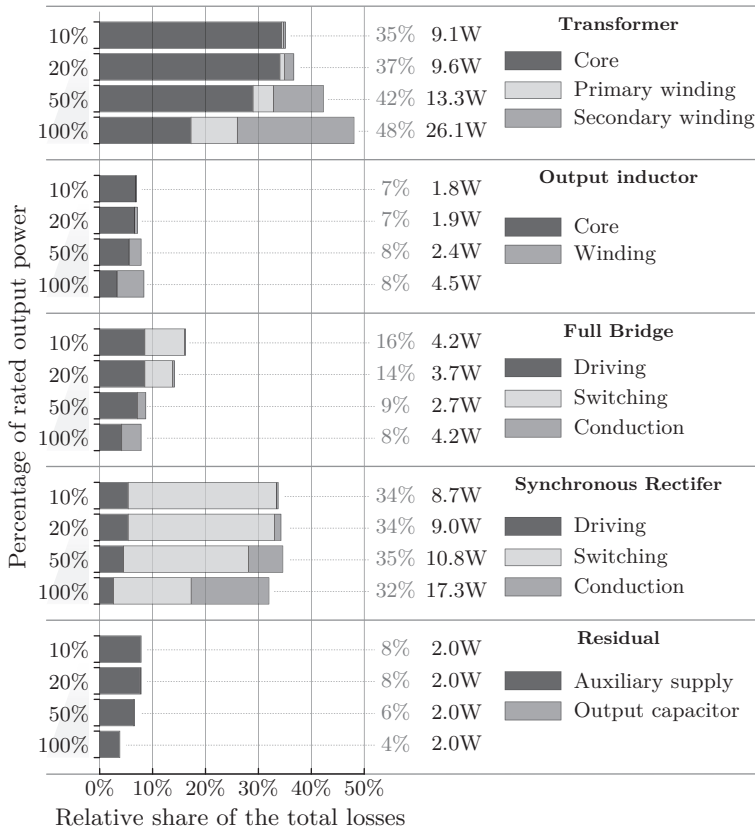 Percentage of rated output power
Transformer
10% 35% 9.1W
Core
20% 37% 9.6W
Primary winding
50% 42% 13.3W
Secondary winding
100% 48% 26.1W
Output inductor
10% 7% 1.8W
Core
20% 7% 1.9W
Winding
50% 8% 2.4W
100% 8% 4.5W
Full Bridge
10% 16% 4.2W
Driving
20% 14% 3.7W
Switching
50% 9% 2.7W
Conduction
100% 8% 4.2W
Synchronous Rectifer
10% 34% 8.7W
Driving
20% 34% 9.0W
Switching
50% 35% 10.8W
Conduction
100% 32% 17.3W
Residual
10% 8% 2.0W
Auxiliary supply
20% 8% 2.0W
Output capacitor
50% 6% 2.0W
100% 4% 2.0W
0% 10% 20% 30% 40% 50%
Relative share of the total losses